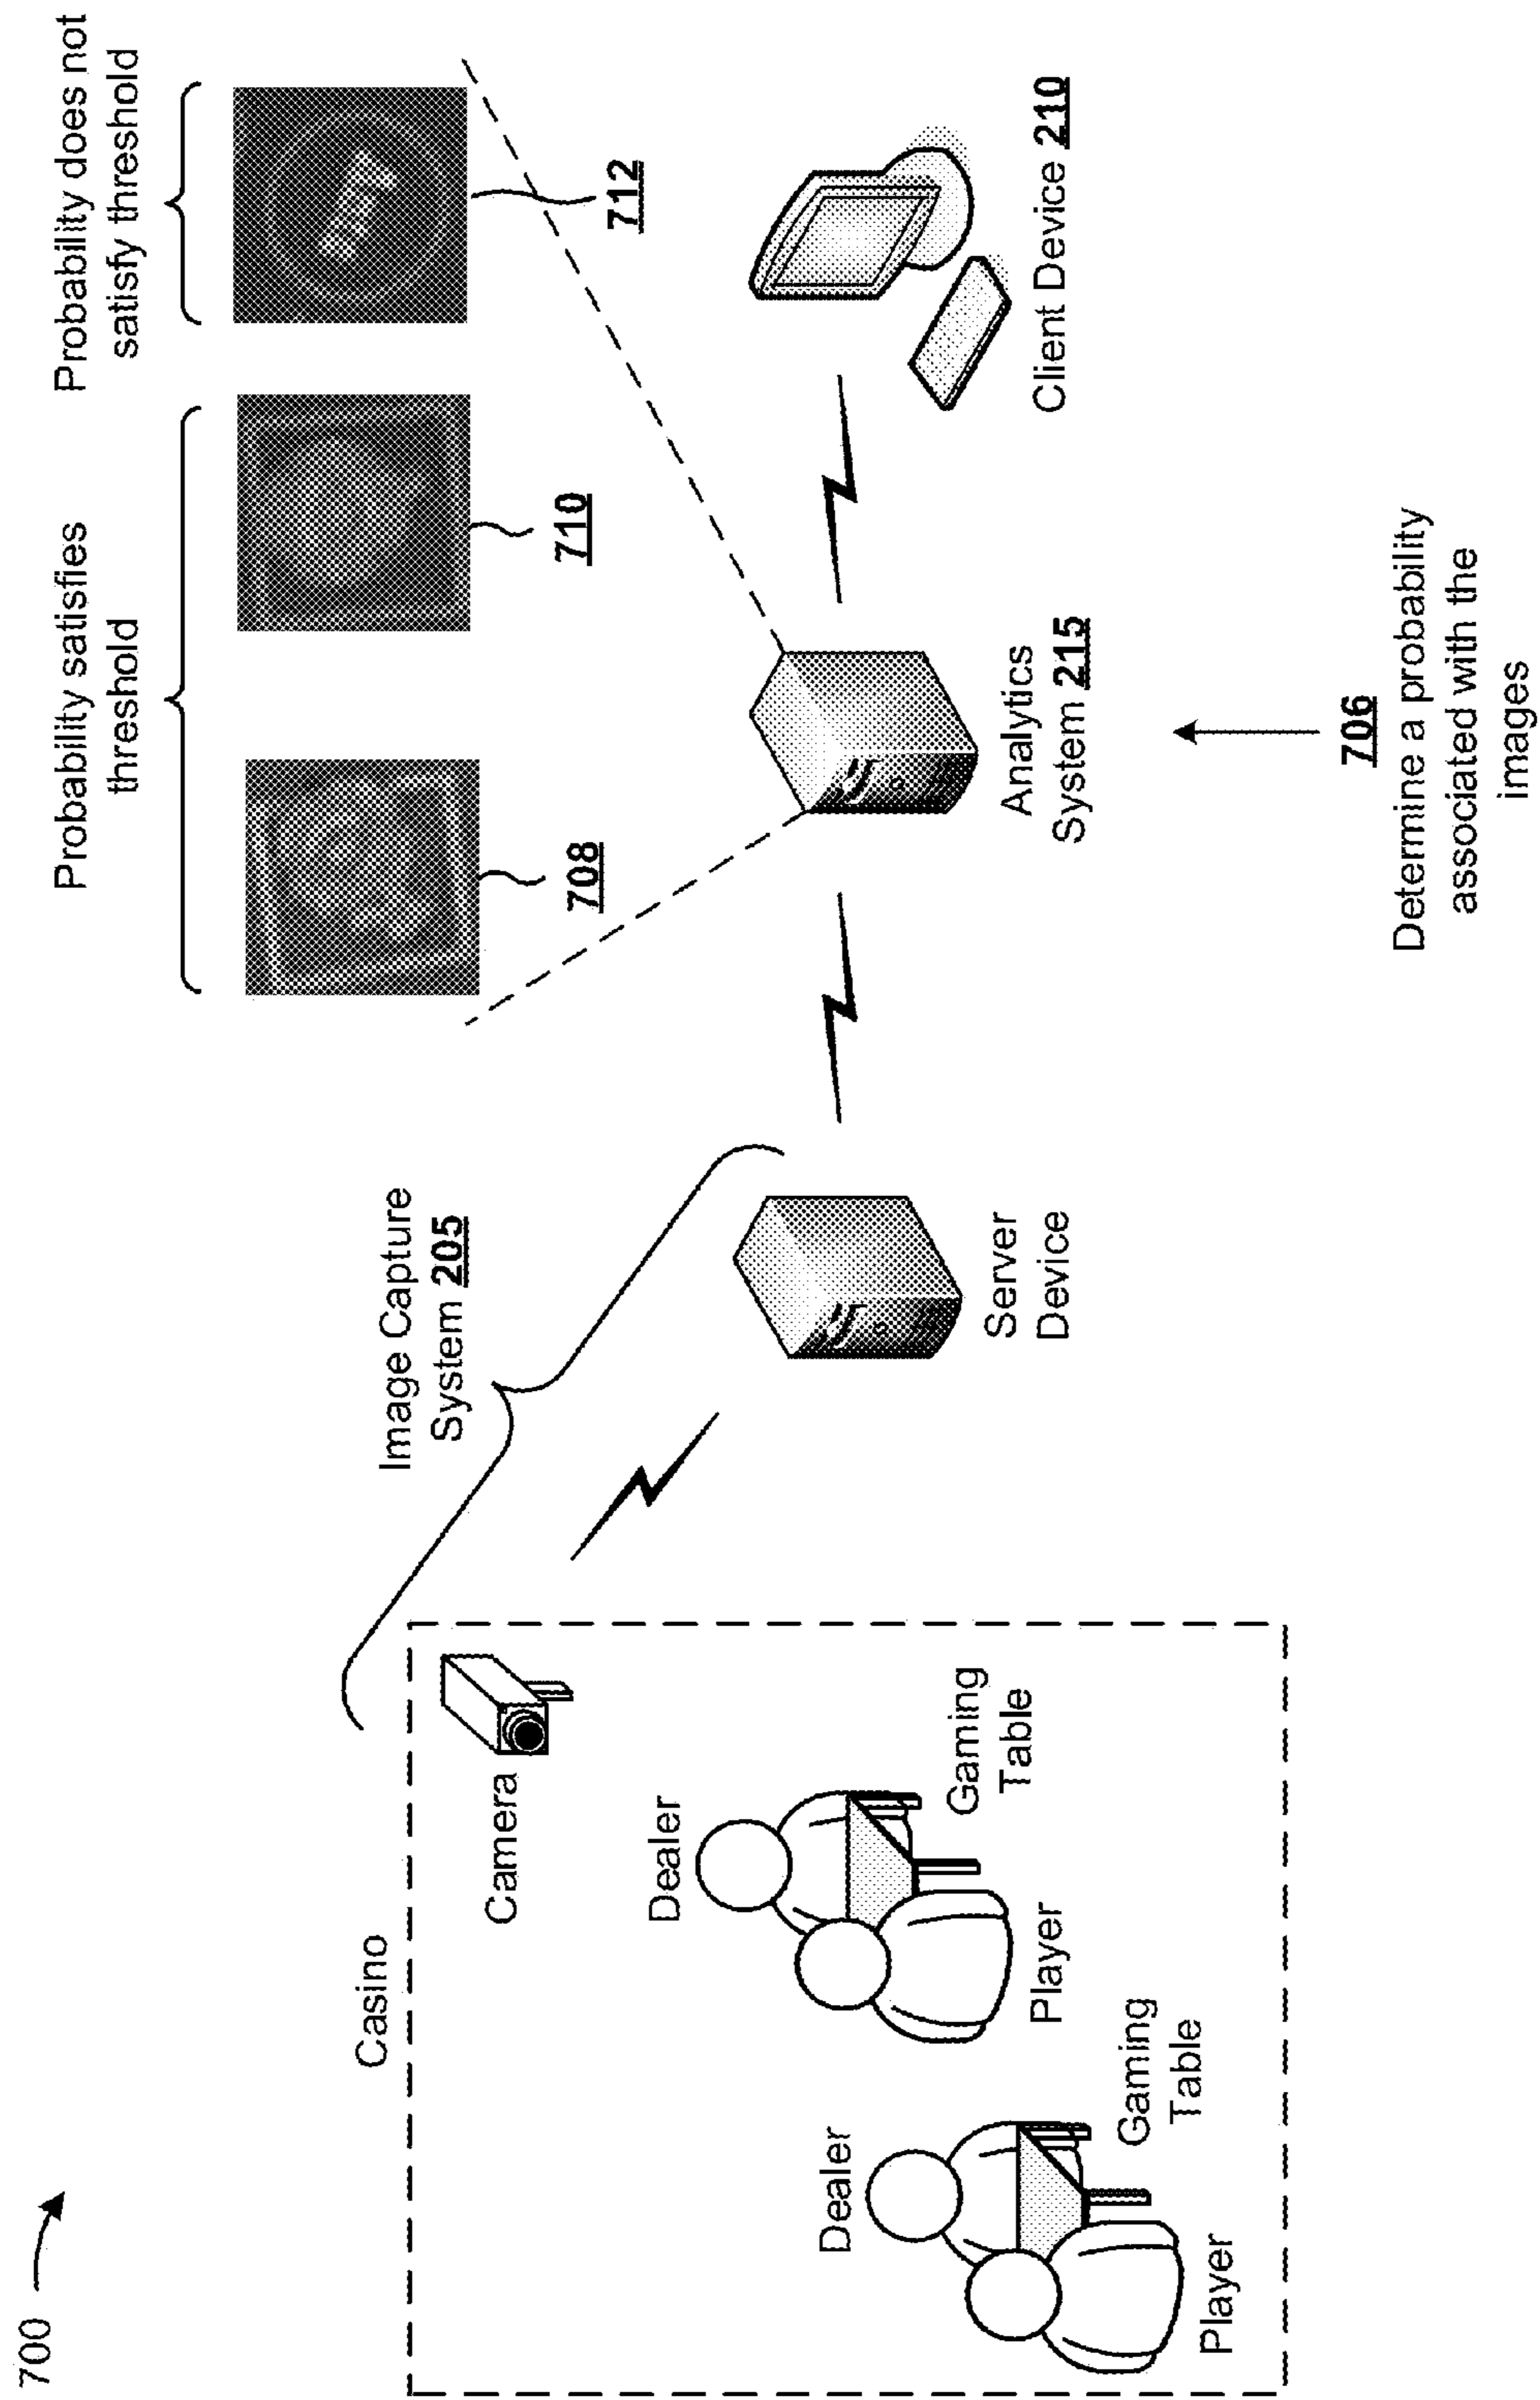 700
Probability satisfies
threshold
Probability does not
satisfy threshold
708
710
712
Image Capture
System 205
Casino
Camera
Dealer
Gaming
Table
Player
Dealer
Gaming
Table
Player
Server
Device
Analytics
System 215
Client Device 210
706
Determine a probability
associated with the
images